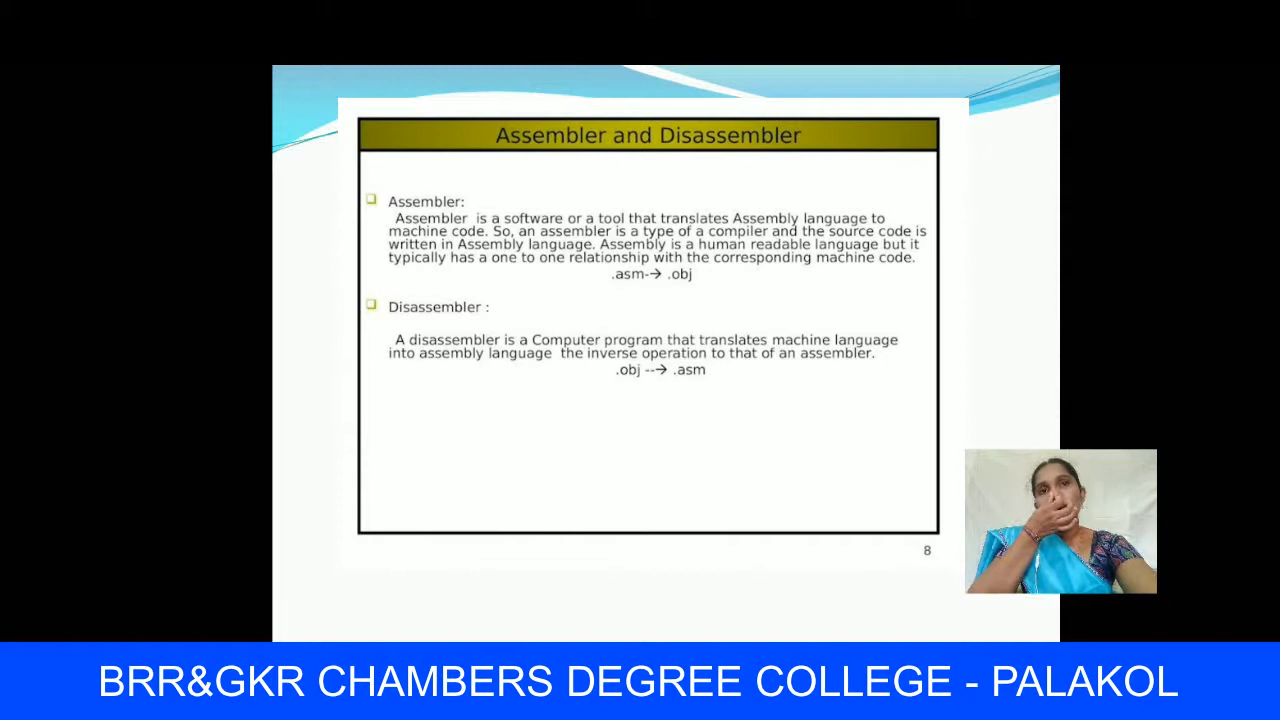 Assembler and Disassembler
Assembler:
Assembler is a software or a tool that translates Assembly language to
machine code. So, an assembler is a type of a compiler and the source code is
written in Assembly language. Assembly is a human readable language but it
typically has a one to one relationship with the corresponding machine code.
.asm-→ .obj
Disassembler :
A disassembler is a Computer program that translates machine language
into assembly language the inverse operation to that of an assembler.
.obj --→ .asm
8
BRR&GKR CHAMBERS DEGREE COLLEGE - PALAKOL